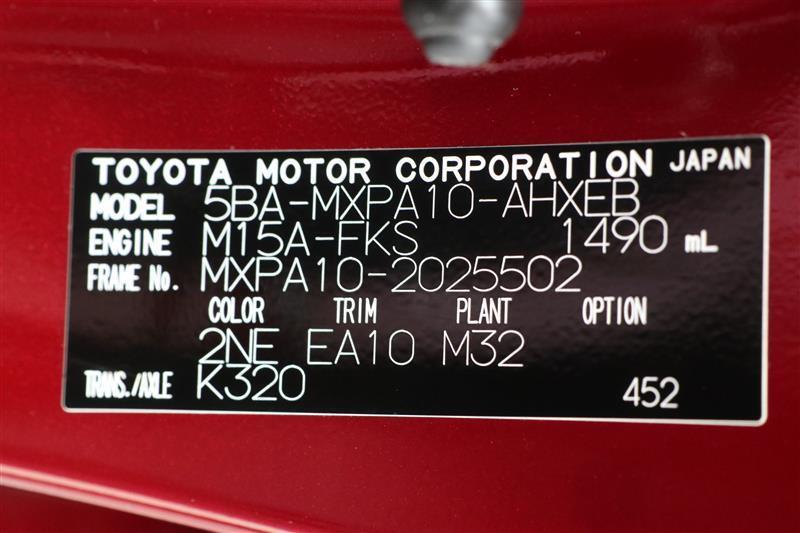 TOYOTA MOTOR CORPORATION JAPAN
MODEL 5BA-MXPA10-AHXEB
ENGINE M15A-FKS 1490 mL
FRAME No. MXPA10-2025502
COLOR TRIM PLANT OPTION
2NE EA10 M32
TRANS./AXLE K320 452